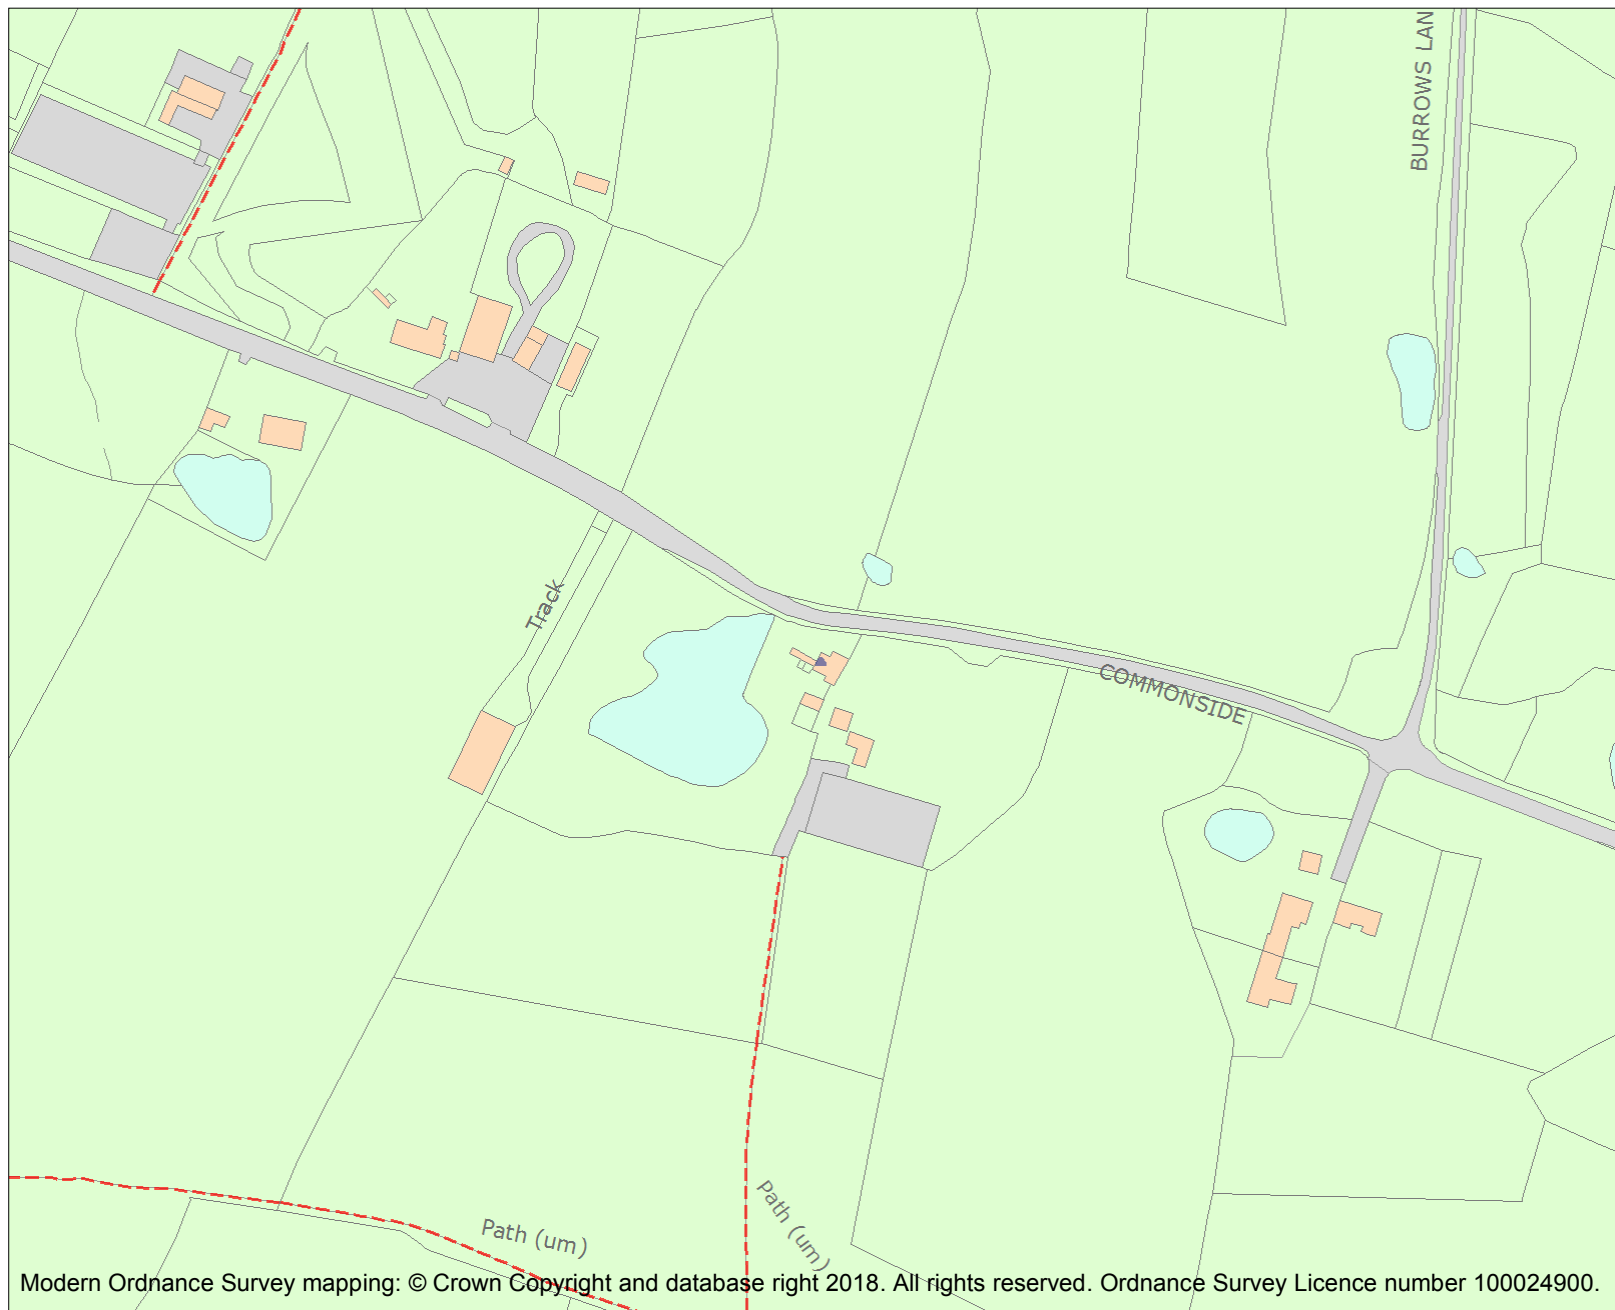 BURROWS LAN
Track
COMMONSIDE
Path (um)
Path (um)
Modern Ordnance Survey mapping: © Crown Copyright and database right 2018. All rights reserved. Ordnance Survey Licence number 100024900.